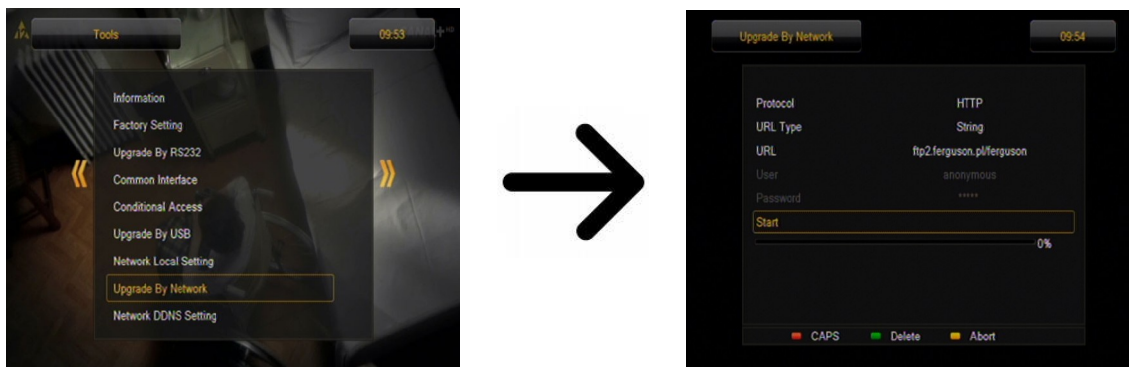 Tools
09:53
Information
Factory Setting
Upgrade By RS232
Common Interface
Conditional Access
Upgrade By USB
Network Local Setting
Upgrade By Network
Network DDNS Setting
Upgrade By Network
09:54
Protocol HTTP
URL Type String
URL ftp2.ferguson.pl/ferguson
User anonymous
Password *****
Start
0%
CAPS Delete Abort